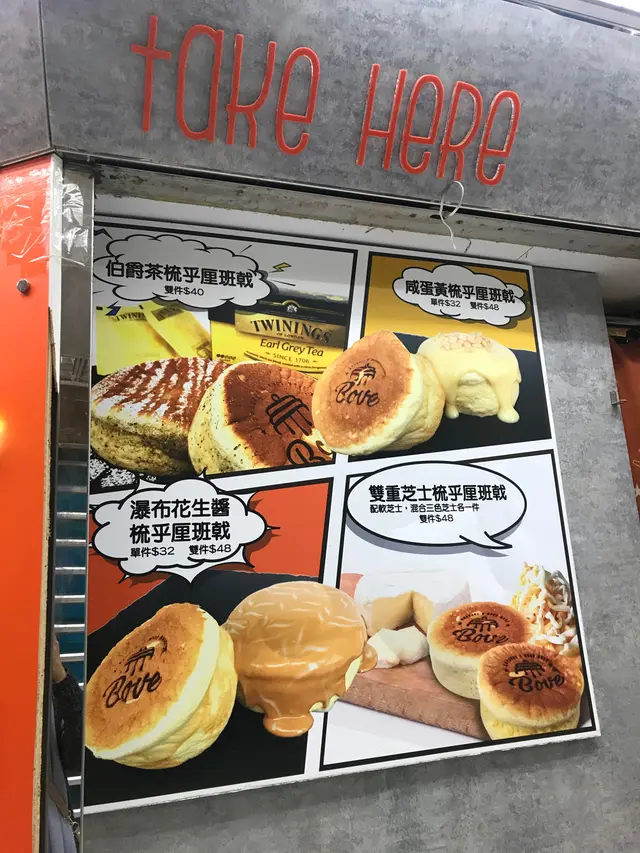 take Here
伯爵茶梳乎厘班戟
雙件$40
TWININGS
OF LONDON
Earl Grey Tea
SINCE 1706
咸蛋黃梳乎厘班戟
單件$32 雙件$48
Bove
瀑布花生醬
梳乎厘班戟
單件$32 雙件$48
雙重芝士梳乎厘班戟
配軟芝士，混合三色芝士各一件
雙件$48
Bove
Bove
Bove